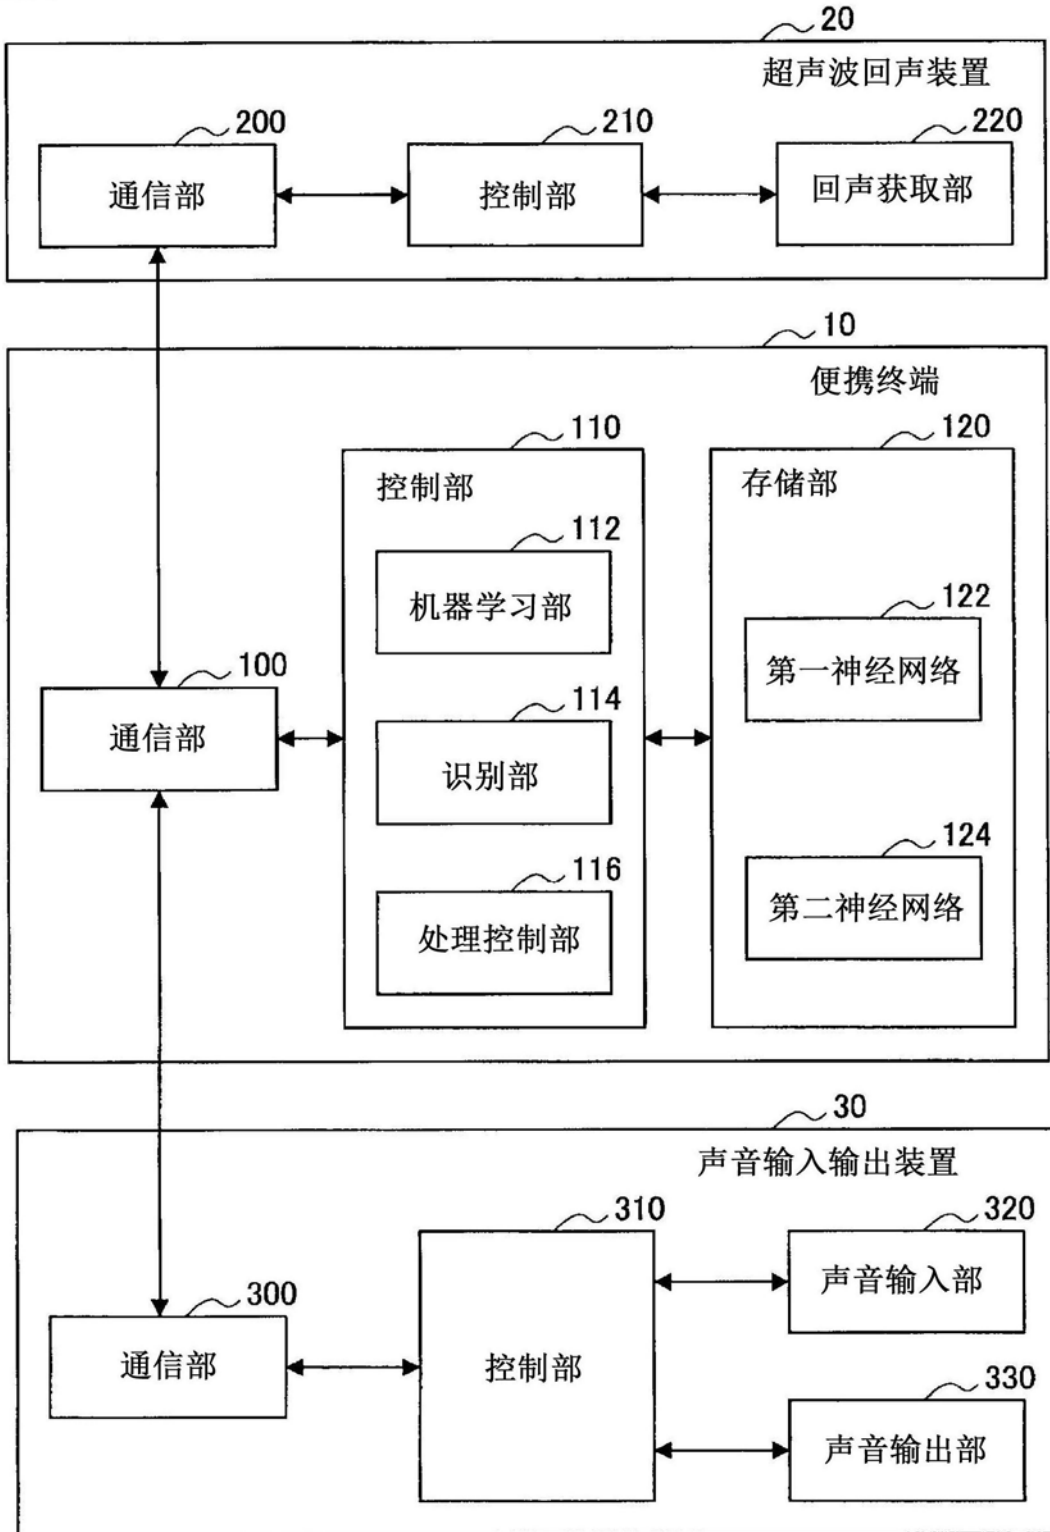 20
超声波回声装置
200
210
220
通信部
控制部
回声获取部
10
便携终端
110
120
控制部
存储部
112
机器学习部
122
第一神经网络
100
通信部
114
识别部
124
第二神经网络
116
处理控制部
30
声音输入输出装置
310
320
声音输入部
300
通信部
控制部
330
声音输出部